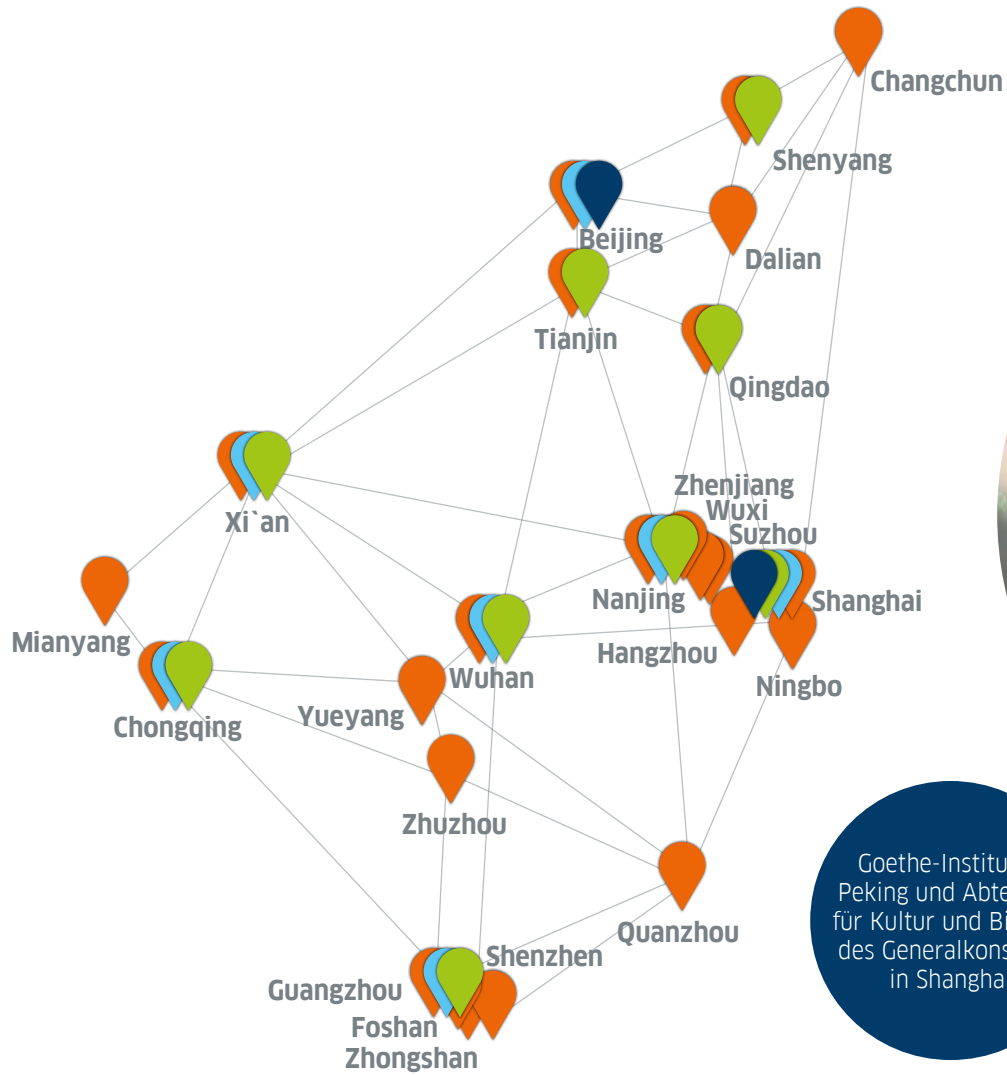 Changchun
Shenyang
Beijing
Dalian
Tianjin
Qingdao
Zhenjiang
Wuxi
Suzhou
Xi`an
Nanjing
Shanghai
Mianyang
Hangzhou
Wuhan
Ningbo
Yueyang
Chongqing
Zhuzhou
Goethe-Institu
Peking und Abte
für Kultur und Bi
des Generalkons
in Shangha
Quanzhou
Shenzhen
Guangzhou
Foshan
Zhongshan